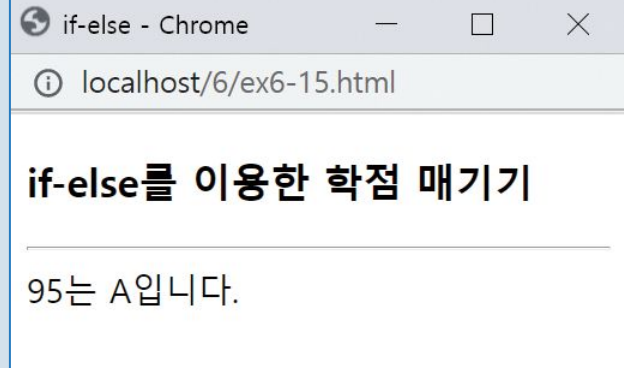 if-else - Chrome
localhost/6/ex6-15.html
if-else를 이용한 학점 매기기
95는 A입니다.